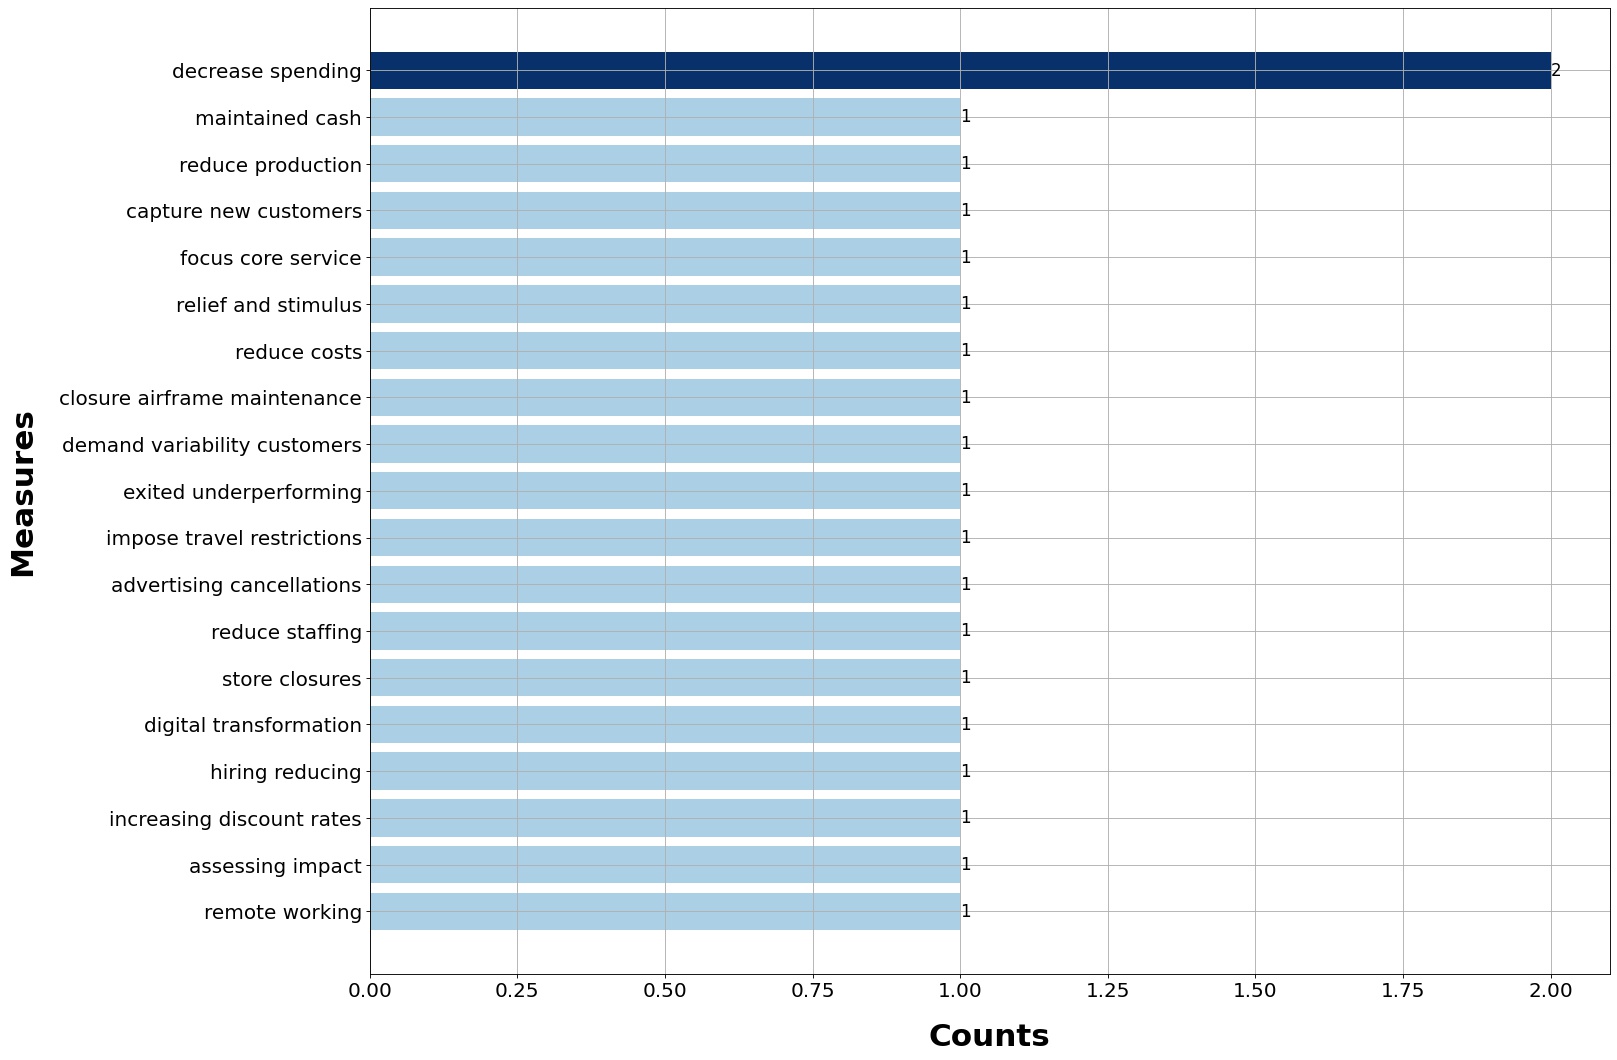 decrease spending 2
maintained cash 1
reduce production 1
capture new customers 1
focus core service 1
relief and stimulus 1
reduce costs 1
closure airframe maintenance 1
demand variability customers 1
exited underperforming 1
impose travel restrictions 1
advertising cancellations 1
reduce staffing 1
store closures 1
digital transformation 1
hiring reducing 1
increasing discount rates 1
assessing impact 1
remote working 1
Measures
0.00 0.25 0.50 0.75 1.00 1.25 1.50 1.75 2.00
Counts